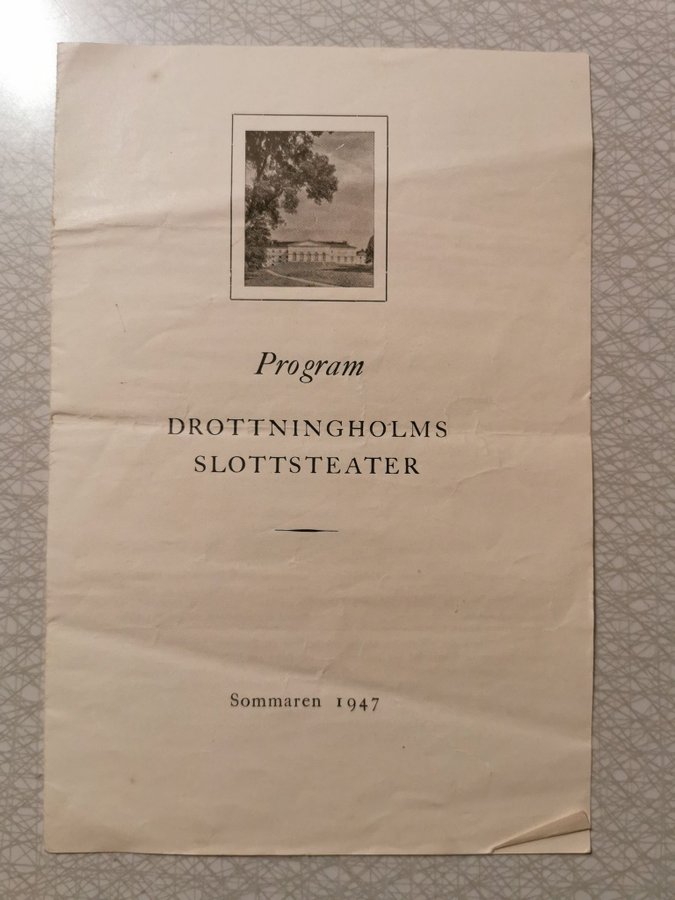 Program
DROTTNINGHOLMS
SLOTTSTEATER
Sommaren 1947